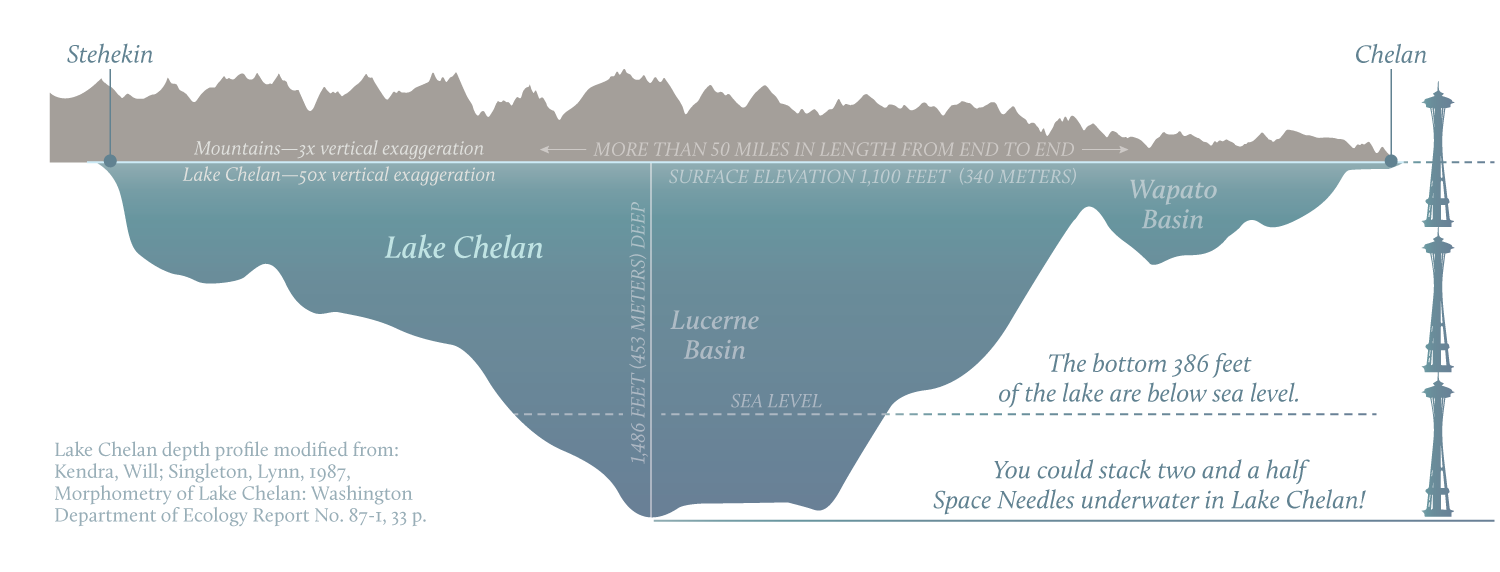 Stehekin
Chelan
Mountains—3x vertical exaggeration
MORE THAN 50 MILES IN LENGTH FROM END TO END
Lake Chelan—50x vertical exaggeration
SURFACE ELEVATION 1,100 FEET (340 METERS)
Wapato
Basin
Lake Chelan
1,486 FEET (453 METERS) DEEP
Lucerne
Basin
The bottom 386 feet
of the lake are below sea level.
SEA LEVEL
Lake Chelan depth profile modified from:
Kendra, Will; Singleton, Lynn, 1987,
Morphometry of Lake Chelan: Washington
Department of Ecology Report No. 87-1, 33 p.
You could stack two and a half
Space Needles underwater in Lake Chelan!